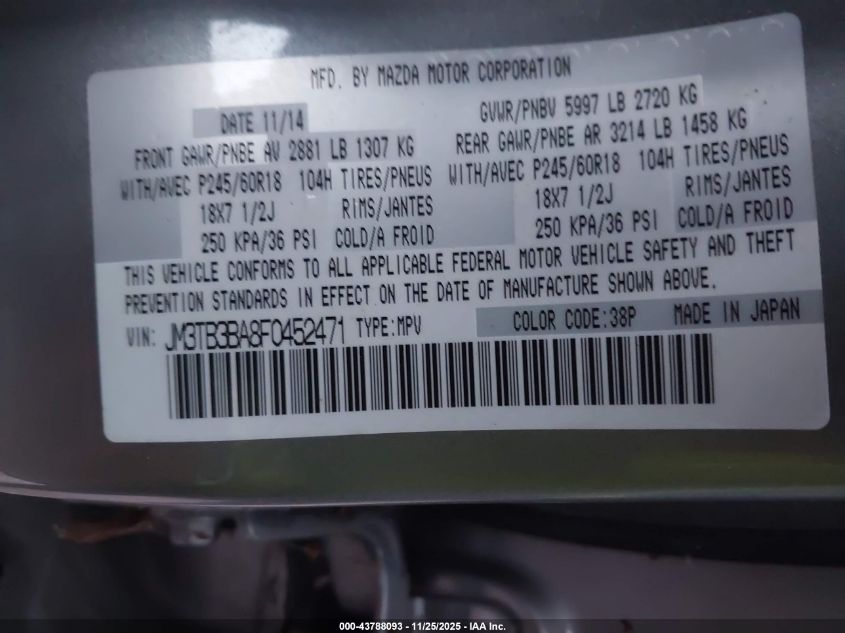 MFD. BY MAZDA MOTOR CORPORATION
DATE 11/14 GVWR/PNBV 5997 LB 2720 KG
FRONT GAWR/PNBE AV 2881 LB 1307 KG REAR GAWR/PNBE AR 3214 LB 1458 KG
WITH/AVEC P245/60R18 104H TIRES/PNEUS WITH/AVEC P245/60R18 104H TIRES/PNEUS
18X7 1/2J RIMS/JANTES 18X7 1/2J RIMS/JANTES
250 KPA/36 PSI COLD/A FROID 250 KPA/36 PSI COLD/A FROID
THIS VEHICLE CONFORMS TO ALL APPLICABLE FEDERAL MOTOR VEHICLE SAFETY AND THEFT
PREVENTION STANDARDS IN EFFECT ON THE DATE OF MANUFACTURE SHOWN ABOVE.
VIN: JM3TB3BA8F0452471 TYPE:MPV COLOR CODE:38P MADE IN JAPAN
000-43788093 - 11/25/2025 - IAA Inc.